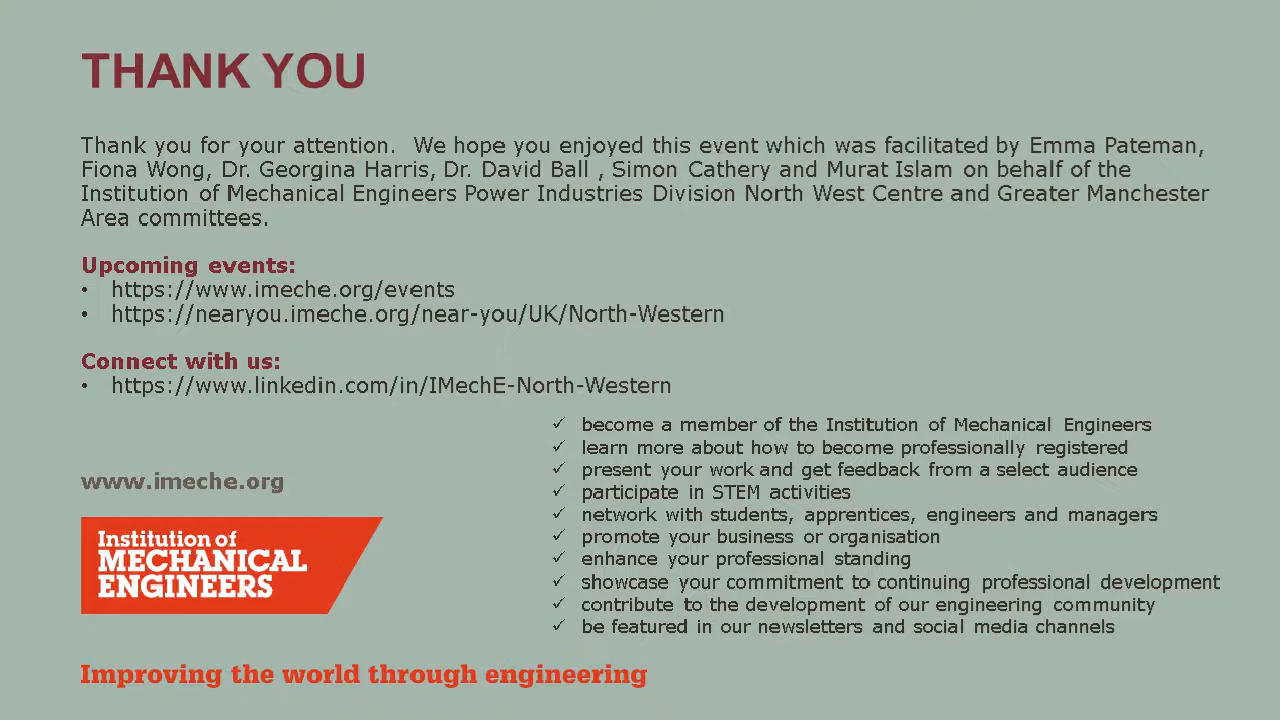 THANK YOU
Thank you for your attention.  We hope you enjoyed this event which was facilitated by Emma Pateman,
Fiona Wong, Dr. Georgina Harris, Dr. David Ball , Simon Cathery and Murat Islam on behalf of the
Institution of Mechanical Engineers Power Industries Division North West Centre and Greater Manchester
Area committees.
Upcoming events:
• https://www.imeche.org/events
• https://nearyou.imeche.org/near-you/UK/North-Western
Connect with us:
• https://www.linkedin.com/in/IMechE-North-Western
✓ become a member of the Institution of Mechanical Engineers
✓ learn more about how to become professionally registered
✓ present your work and get feedback from a select audience
✓ participate in STEM activities
✓ network with students, apprentices, engineers and managers
✓ promote your business or organisation
✓ enhance your professional standing
✓ showcase your commitment to continuing professional development
✓ contribute to the development of our engineering community
✓ be featured in our newsletters and social media channels
www.imeche.org
Institution of
MECHANICAL
ENGINEERS
Improving the world through engineering